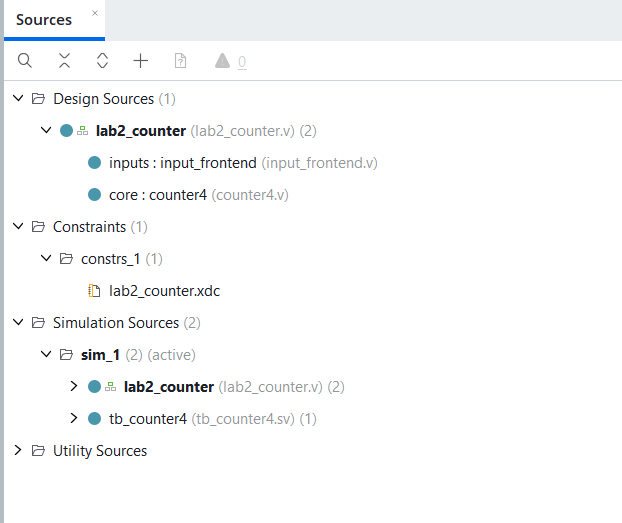 Sources
0
Design Sources (1)
lab2_counter (lab2_counter.v) (2)
inputs : input_frontend (input_frontend.v)
core : counter4 (counter4.v)
Constraints (1)
constrs_1 (1)
lab2_counter.xdc
Simulation Sources (2)
sim_1 (2) (active)
lab2_counter (lab2_counter.v) (2)
tb_counter4 (tb_counter4.sv) (1)
Utility Sources